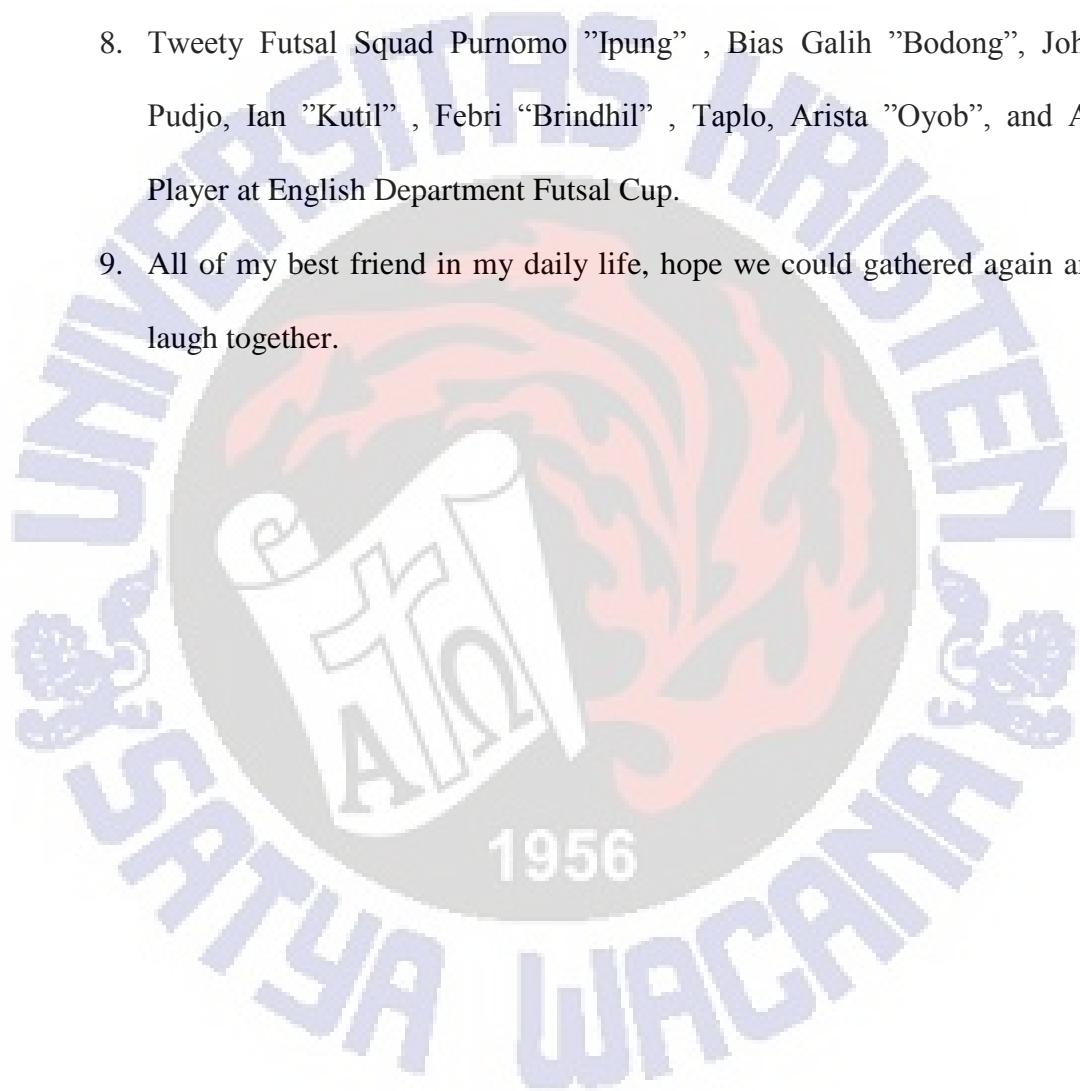 8. Tweety Futsal Squad Purnomo ”Ipung” , Bias Galih ”Bodong”,
Pudjo, Ian ”Kutil” , Febri “Brindhil” , Taplo, Arista ”Oyob”, and
Player at English Department Futsal Cup.
9. All of my best friend in my daily life, hope we could gathered again
laugh together.
UNIVERSITAS KRISTEN
SATYA WACANA
Α Ω
1956